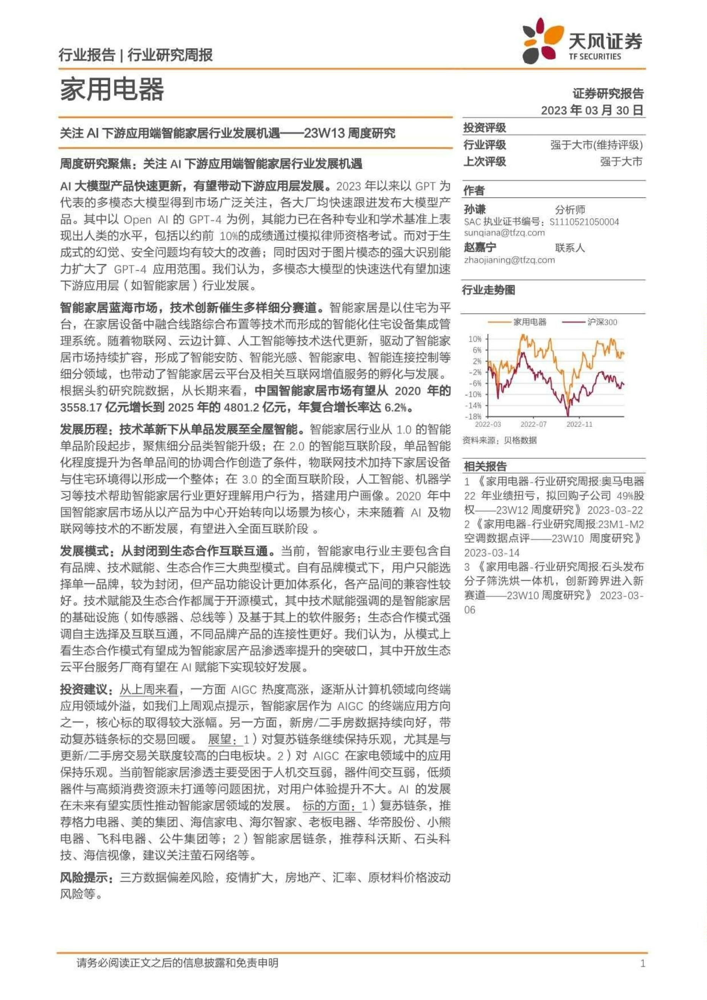 天风证券
TF SECURITIES
行业报告 | 行业研究周报
家用电器
证券研究报告
2023 年 03 月 30 日
关注 AI 下游应用端智能家居行业发展机遇——23W13 周度研究
周度研究聚焦：关注 AI 下游应用端智能家居行业发展机遇
AI 大模型产品快速更新，有望带动下游应用层发展。2023 年以来以 GPT 为
代表的多模态大模型得到市场广泛关注，各大厂均快速跟进发布大模型产
品。其中以 Open AI 的 GPT-4 为例，其能力已在各种专业和学术基准上表
现出人类的水平，包括以约前 10%的成绩通过模拟律师资格考试。而对于生
成式的幻觉、安全问题均有较大的改善；同时因对于图片模态的强大识别能
力扩大了 GPT-4 应用范围。我们认为，多模态大模型的快速迭代有望加速
下游应用层（如智能家居）行业发展。
智能家居蓝海市场，技术创新催生多样细分赛道。智能家居是以住宅为平
台，在家居设备中融合线路综合布置等技术而形成的智能化住宅设备集成管
理系统。随着物联网、云边计算、人工智能等技术迭代更新，驱动了智能家
居市场持续扩容，形成了智能安防、智能光感、智能家电、智能连接控制等
细分领域，也带动了智能家居云平台及相关互联网增值服务的孵化与发展。
根据头豹研究院数据，从长期来看，中国智能家居市场有望从 2020 年的
3558.17 亿元增长到 2025 年的 4801.2 亿元，年复合增长率达 6.2%。
发展历程：技术革新下从单品发展至全屋智能。智能家居行业从 1.0 的智能
单品阶段起步，聚焦细分品类智能升级；在 2.0 的智能互联阶段，单品智能
化程度提升为各单品间的协调合作创造了条件，物联网技术加持下家居设备
与住宅环境得以形成一个整体；在 3.0 的全面互联阶段，人工智能、机器学
习等技术帮助智能家居行业更好理解用户行为，搭建用户画像。2020 年中
国智能家居市场从以产品为中心开始转向以场景为核心，未来随着 AI 及物
联网等技术的不断发展，有望进入全面互联阶段 。
发展模式：从封闭到生态合作互联互通。当前，智能家电行业主要包含自
有品牌、技术赋能、生态合作三大典型模式。自有品牌模式下，用户只能选
择单一品牌，较为封闭，但产品功能设计更加体系化，各产品间的兼容性较
好。技术赋能及生态合作都属于开源模式，其中技术赋能强调的是智能家居
的基础设施（如传感器、总线等）及基于其上的软件服务；生态合作模式强
调自主选择及互联互通，不同品牌产品的连接性更好。我们认为，从模式上
看生态合作模式有望成为智能家居产品渗透率提升的突破口，其中开放生态
云平台服务厂商有望在 AI 赋能下实现较好发展。
投资建议：从上周来看，一方面 AIGC 热度高涨，逐渐从计算机领域向终端
应用领域外溢，如我们上周观点提示，智能家居作为 AIGC 的终端应用方向
之一，核心标的取得较大涨幅。另一方面，新房/二手房数据持续向好，带
动复苏链条标的交易回暖。 展望：1）对复苏链条继续保持乐观，尤其是与
更新/二手房交易关联度较高的白电板块。2）对 AIGC 在家电领域中的应用
保持乐观。当前智能家居渗透主要受困于人机交互弱，器件间交互弱，低频
器件与高频消费资源未打通等问题困扰，对用户体验提升不大。AI 的发展
在未来有望实质性推动智能家居领域的发展。 标的方面：1）复苏链条，推
荐格力电器、美的集团、海信家电、海尔智家、老板电器、华帝股份、小熊
电器、飞科电器、公牛集团等；2）智能家居链条，推荐科沃斯、石头科
技、海信视像，建议关注萤石网络等。
风险提示：三方数据偏差风险，疫情扩大，房地产、汇率、原材料价格波动
风险等。
投资评级
行业评级 强于大市(维持评级)
上次评级 强于大市
作者
孙谦 分析师
SAC 执业证书编号：S1110521050004
sunqiana@tfzq.com
赵嘉宁 联系人
zhaojianing@tfzq.com
行业走势图
家用电器 沪深300
10%
6%
2%
-2%
-6%
-10%
-14%
-18%
2022-03 2022-07 2022-11
资料来源：贝格数据
相关报告
1 《家用电器-行业研究周报:奥马电器
22 年业绩扭亏，拟回购子公司 49%股
权——23W12 周度研究》 2023-03-22
2 《家用电器-行业研究周报:23M1-M2
空调数据点评——23W10 周度研究》
2023-03-14
3 《家用电器-行业研究周报:石头发布
分子筛洗烘一体机，创新跨界进入新
赛道——23W10 周度研究》 2023-03-
06
请务必阅读正文之后的信息披露和免责申明 1